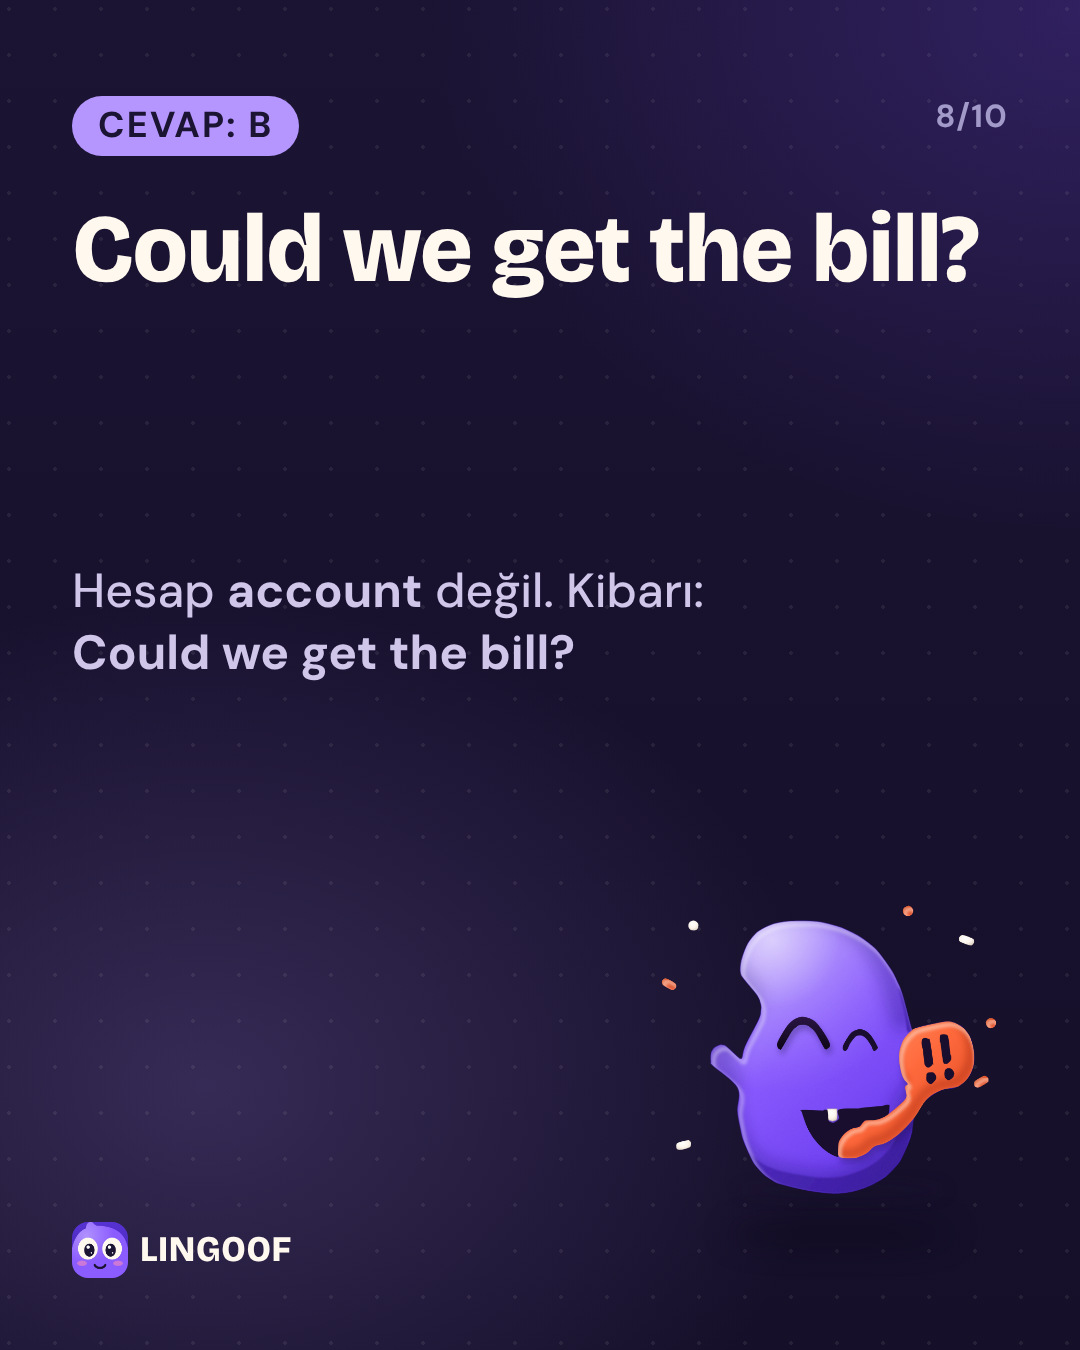 CEVAP: B
8/10
Could we get the bill?
Hesap account değil. Kibarı:
Could we get the bill?
!!
LINGOOF